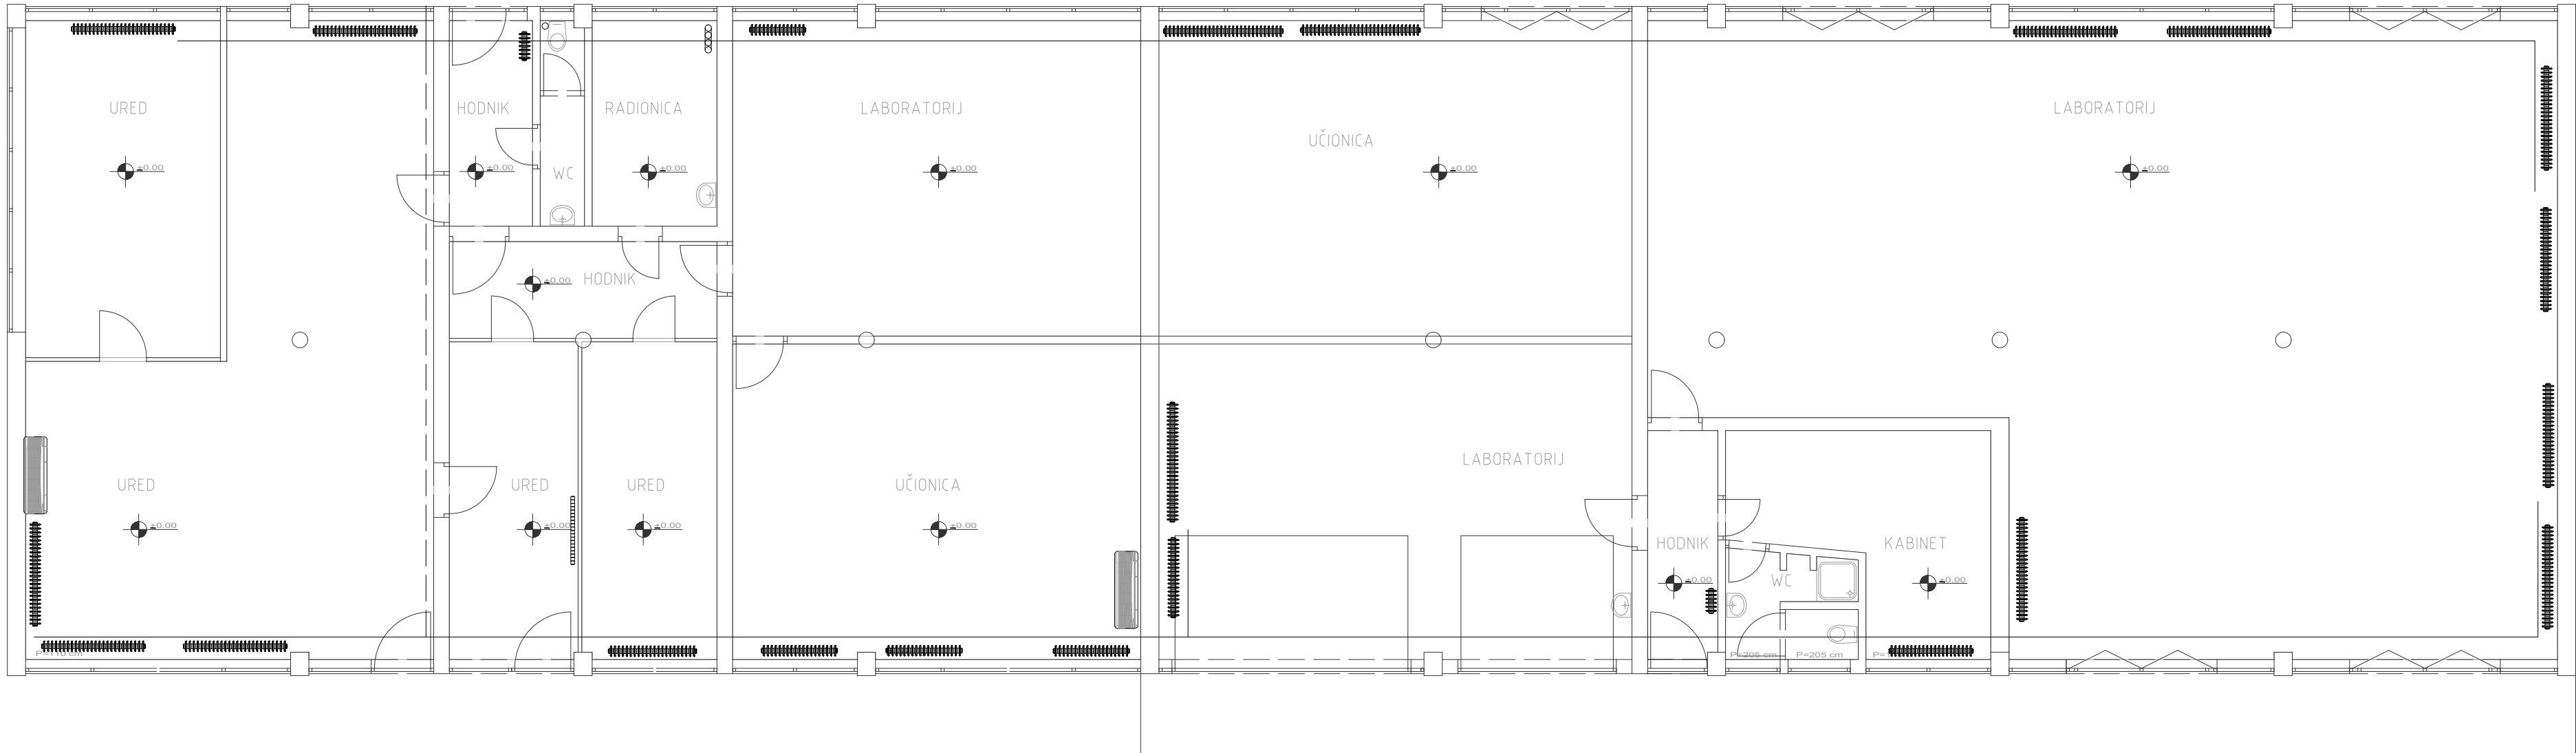 URED
HODNIK
RADIONICA
LABORATORIJ
UČIONICA
LABORATORIJ
±0.00
±0.00
WC
±0.00
±0.00
±0.00
±0.00
±0.00
HODNIK
LABORATORIJ
URED
URED
URED
UČIONICA
±0.00
±0.00
±0.00
±0.00
HODNIK
KABINET
WC
±0.00
±0.00
P=110 cm
P=205 cm
P=205 cm
P=